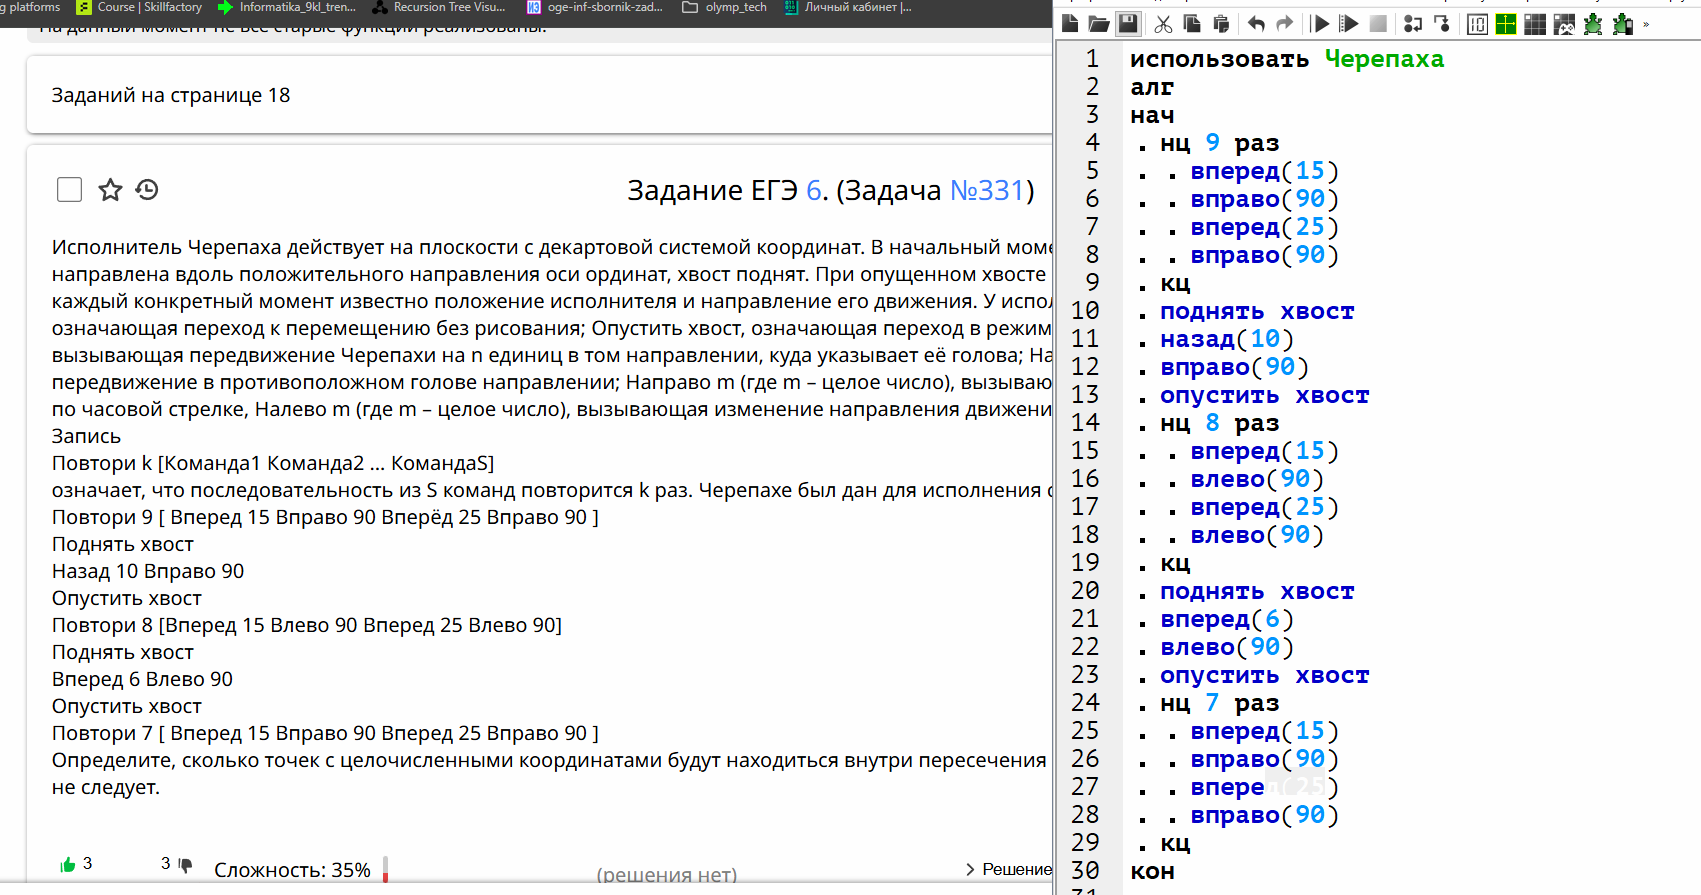 g platforms
Course | Skillfactory
Informatika_9kl_tren...
Recursion Tree Visu...
oge-inf-sbornik-zad...
olymp_tech
Личный кабинет |...
На данный момент не все старые функции реализованы.
Заданий на странице 18
Задание ЕГЭ 6. (Задача №331)
Исполнитель Черепаха действует на плоскости с декартовой системой координат. В начальный моме
направлена вдоль положительного направления оси ординат, хвост поднят. При опущенном хвосте
каждый конкретный момент известно положение исполнителя и направление его движения. У испол
означающая переход к перемещению без рисования; Опустить хвост, означающая переход в режим
вызывающая передвижение Черепахи на n единиц в том направлении, куда указывает её голова; На
передвижение в противоположном голове направлении; Направо m (где m – целое число), вызываю
по часовой стрелке, Налево m (где m – целое число), вызывающая изменение направления движени
Запись
Повтори k [Команда1 Команда2 ... КомандаS]
означает, что последовательность из S команд повторится k раз. Черепахе был дан для исполнения с
Повтори 9 [ Вперед 15 Вправо 90 Вперёд 25 Вправо 90 ]
Поднять хвост
Назад 10 Вправо 90
Опустить хвост
Повтори 8 [Вперед 15 Влево 90 Вперед 25 Влево 90]
Поднять хвост
Вперед 6 Влево 90
Опустить хвост
Повтори 7 [ Вперед 15 Вправо 90 Вперед 25 Вправо 90 ]
Определите, сколько точек с целочисленными координатами будут находиться внутри пересечения
не следует.
3
3
Сложность: 35%
(решения нет)
Решение
1 использовать Черепаха
2 алг
3 нач
4 . нц 9 раз
5 . . вперед(15)
6 . . вправо(90)
7 . . вперед(25)
8 . . вправо(90)
9 . кц
10 . поднять хвост
11 . назад(10)
12 . вправо(90)
13 . опустить хвост
14 . нц 8 раз
15 . . вперед(15)
16 . . влево(90)
17 . . вперед(25)
18 . . влево(90)
19 . кц
20 . поднять хвост
21 . вперед(6)
22 . влево(90)
23 . опустить хвост
24 . нц 7 раз
25 . . вперед(15)
26 . . вправо(90)
27 . . вперед(25)
28 . . вправо(90)
29 . кц
30 кон
31